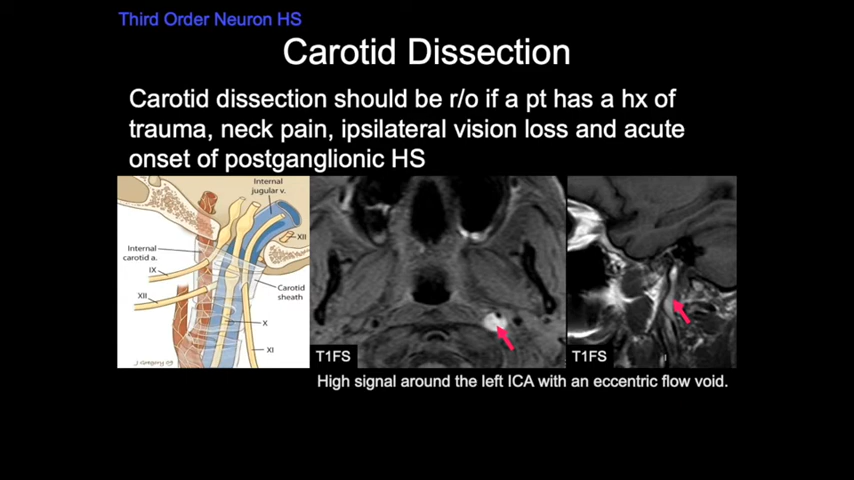 Third Order Neuron HS
Carotid Dissection
Carotid dissection should be r/o if a pt has a hx of
trauma, neck pain, ipsilateral vision loss and acute
onset of postganglionic HS
Internal
jugular v.
XII
Internal
carotid a.
IX
Carotid
sheath
XII
X
XI
T1FS
T1FS
High signal around the left ICA with an eccentric flow void.